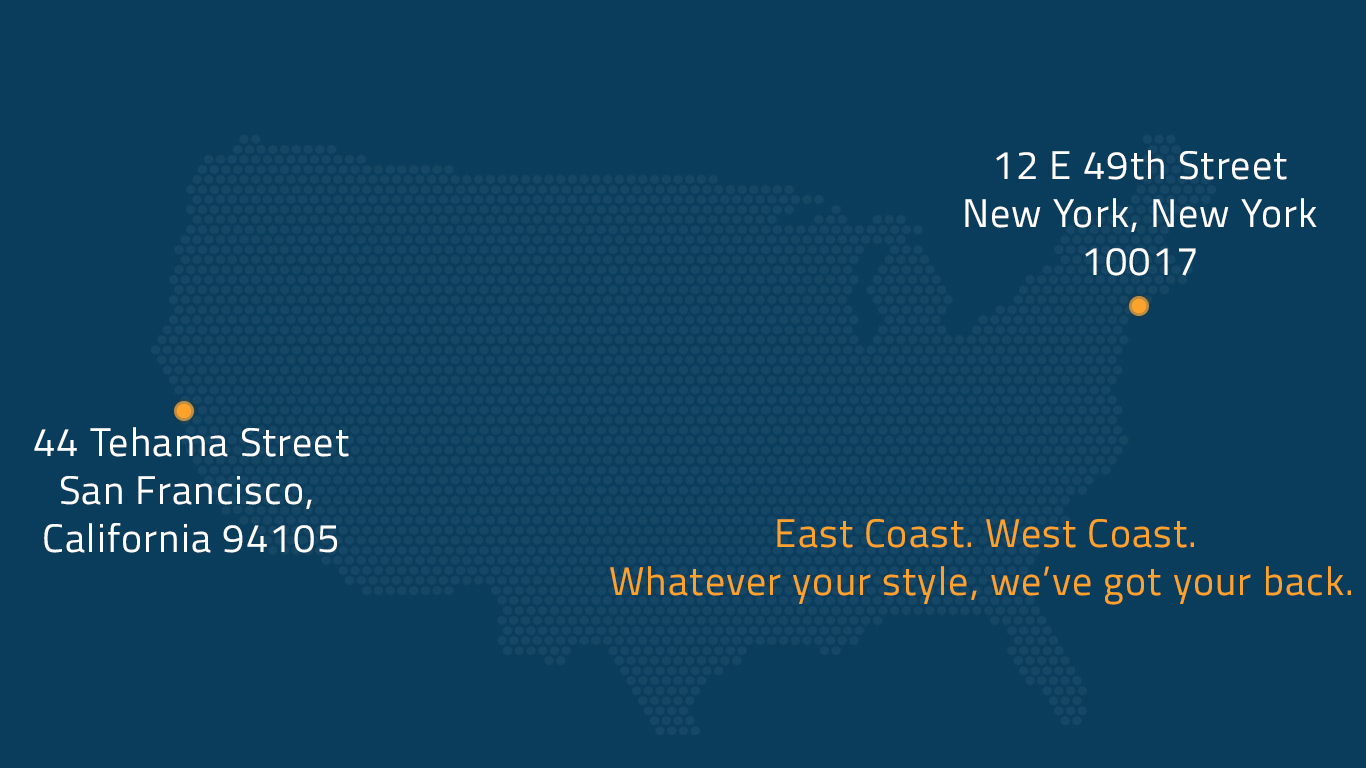 12 E 49th Street
New York, New York
10017
44 Tehama Street
San Francisco,
California 94105
East Coast. West Coast.
Whatever your style, we’ve got your back.